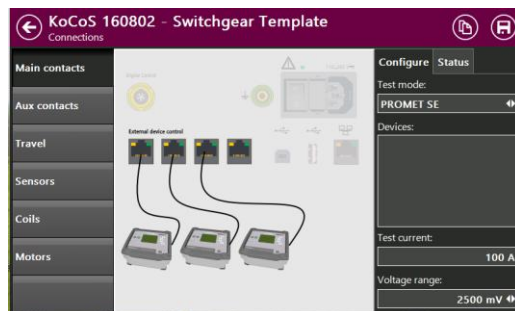 KoCoS 160802 - Switchgear Template
Connections
Main contacts
Aux contacts
Travel
Sensors
Coils
Motors
External device control
Configure Status
Test mode:
PROMET SE
Devices:
Test current:
100 A
Voltage range:
2500 mV